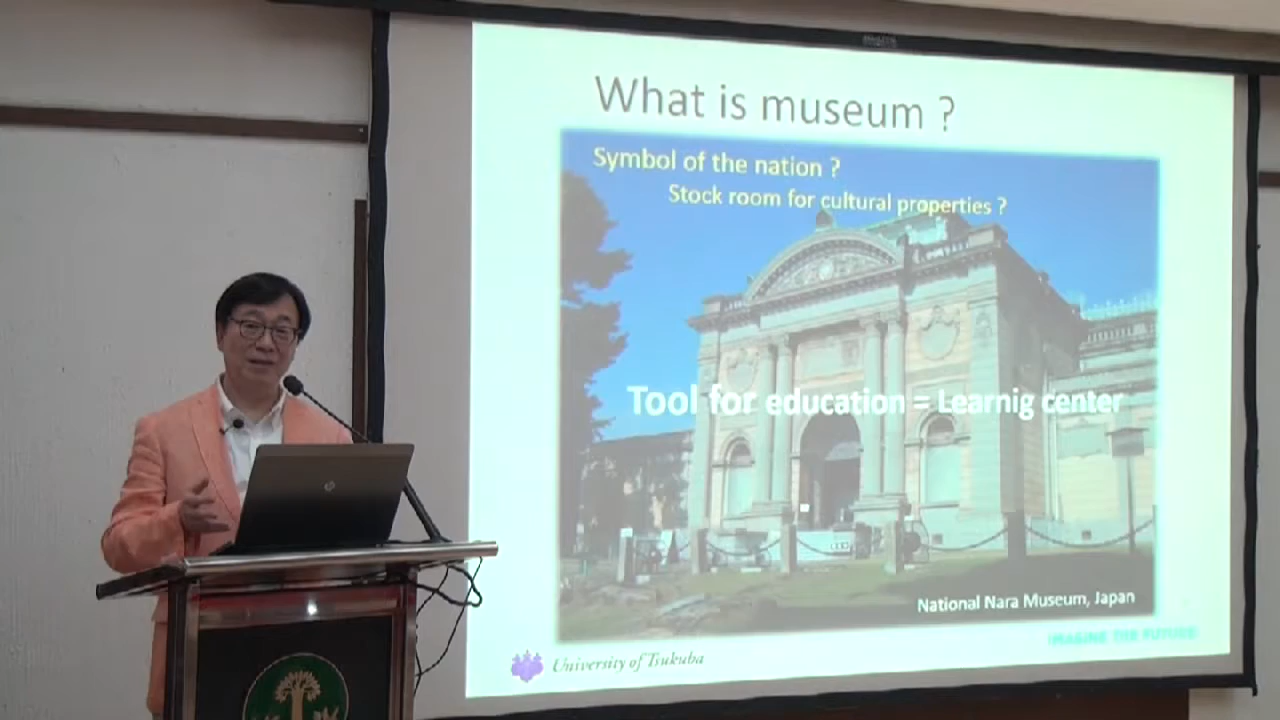 What is museum ?
Symbol of the nation ?
Stock room for cultural properties ?
Tool for education = Learnig center
National Nara Museum, Japan
IMAGINE THE FUTURE
University of Tsukuba
hp